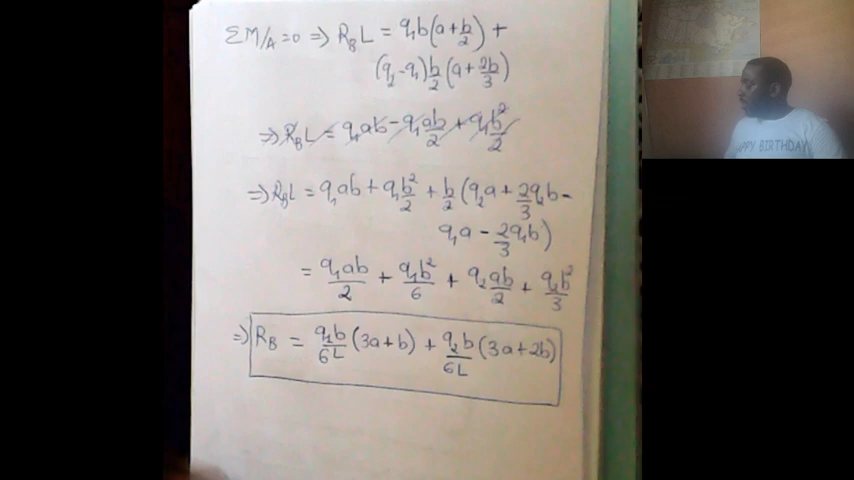 ΣM/A=0 ⇒ R_B L = q₁b(a+b/2) +
(q₂-q₁)b/2(a+2b/3)
⇒ R_B L = q₁ab - q₁ab/2 + q₁b²/2
⇒ R_B L = q₁ab + q₁b²/2 + b/2(q₂a + 2/3 q₂b -
q₁a - 2/3 q₁b)
= q₁ab/2 + q₁b²/6 + q₂ab/2 + q₂b²/3
⇒ R_B = q₁b/6L (3a+b) + q₂b/6L (3a+2b)
HAPPY BIRTHDAY